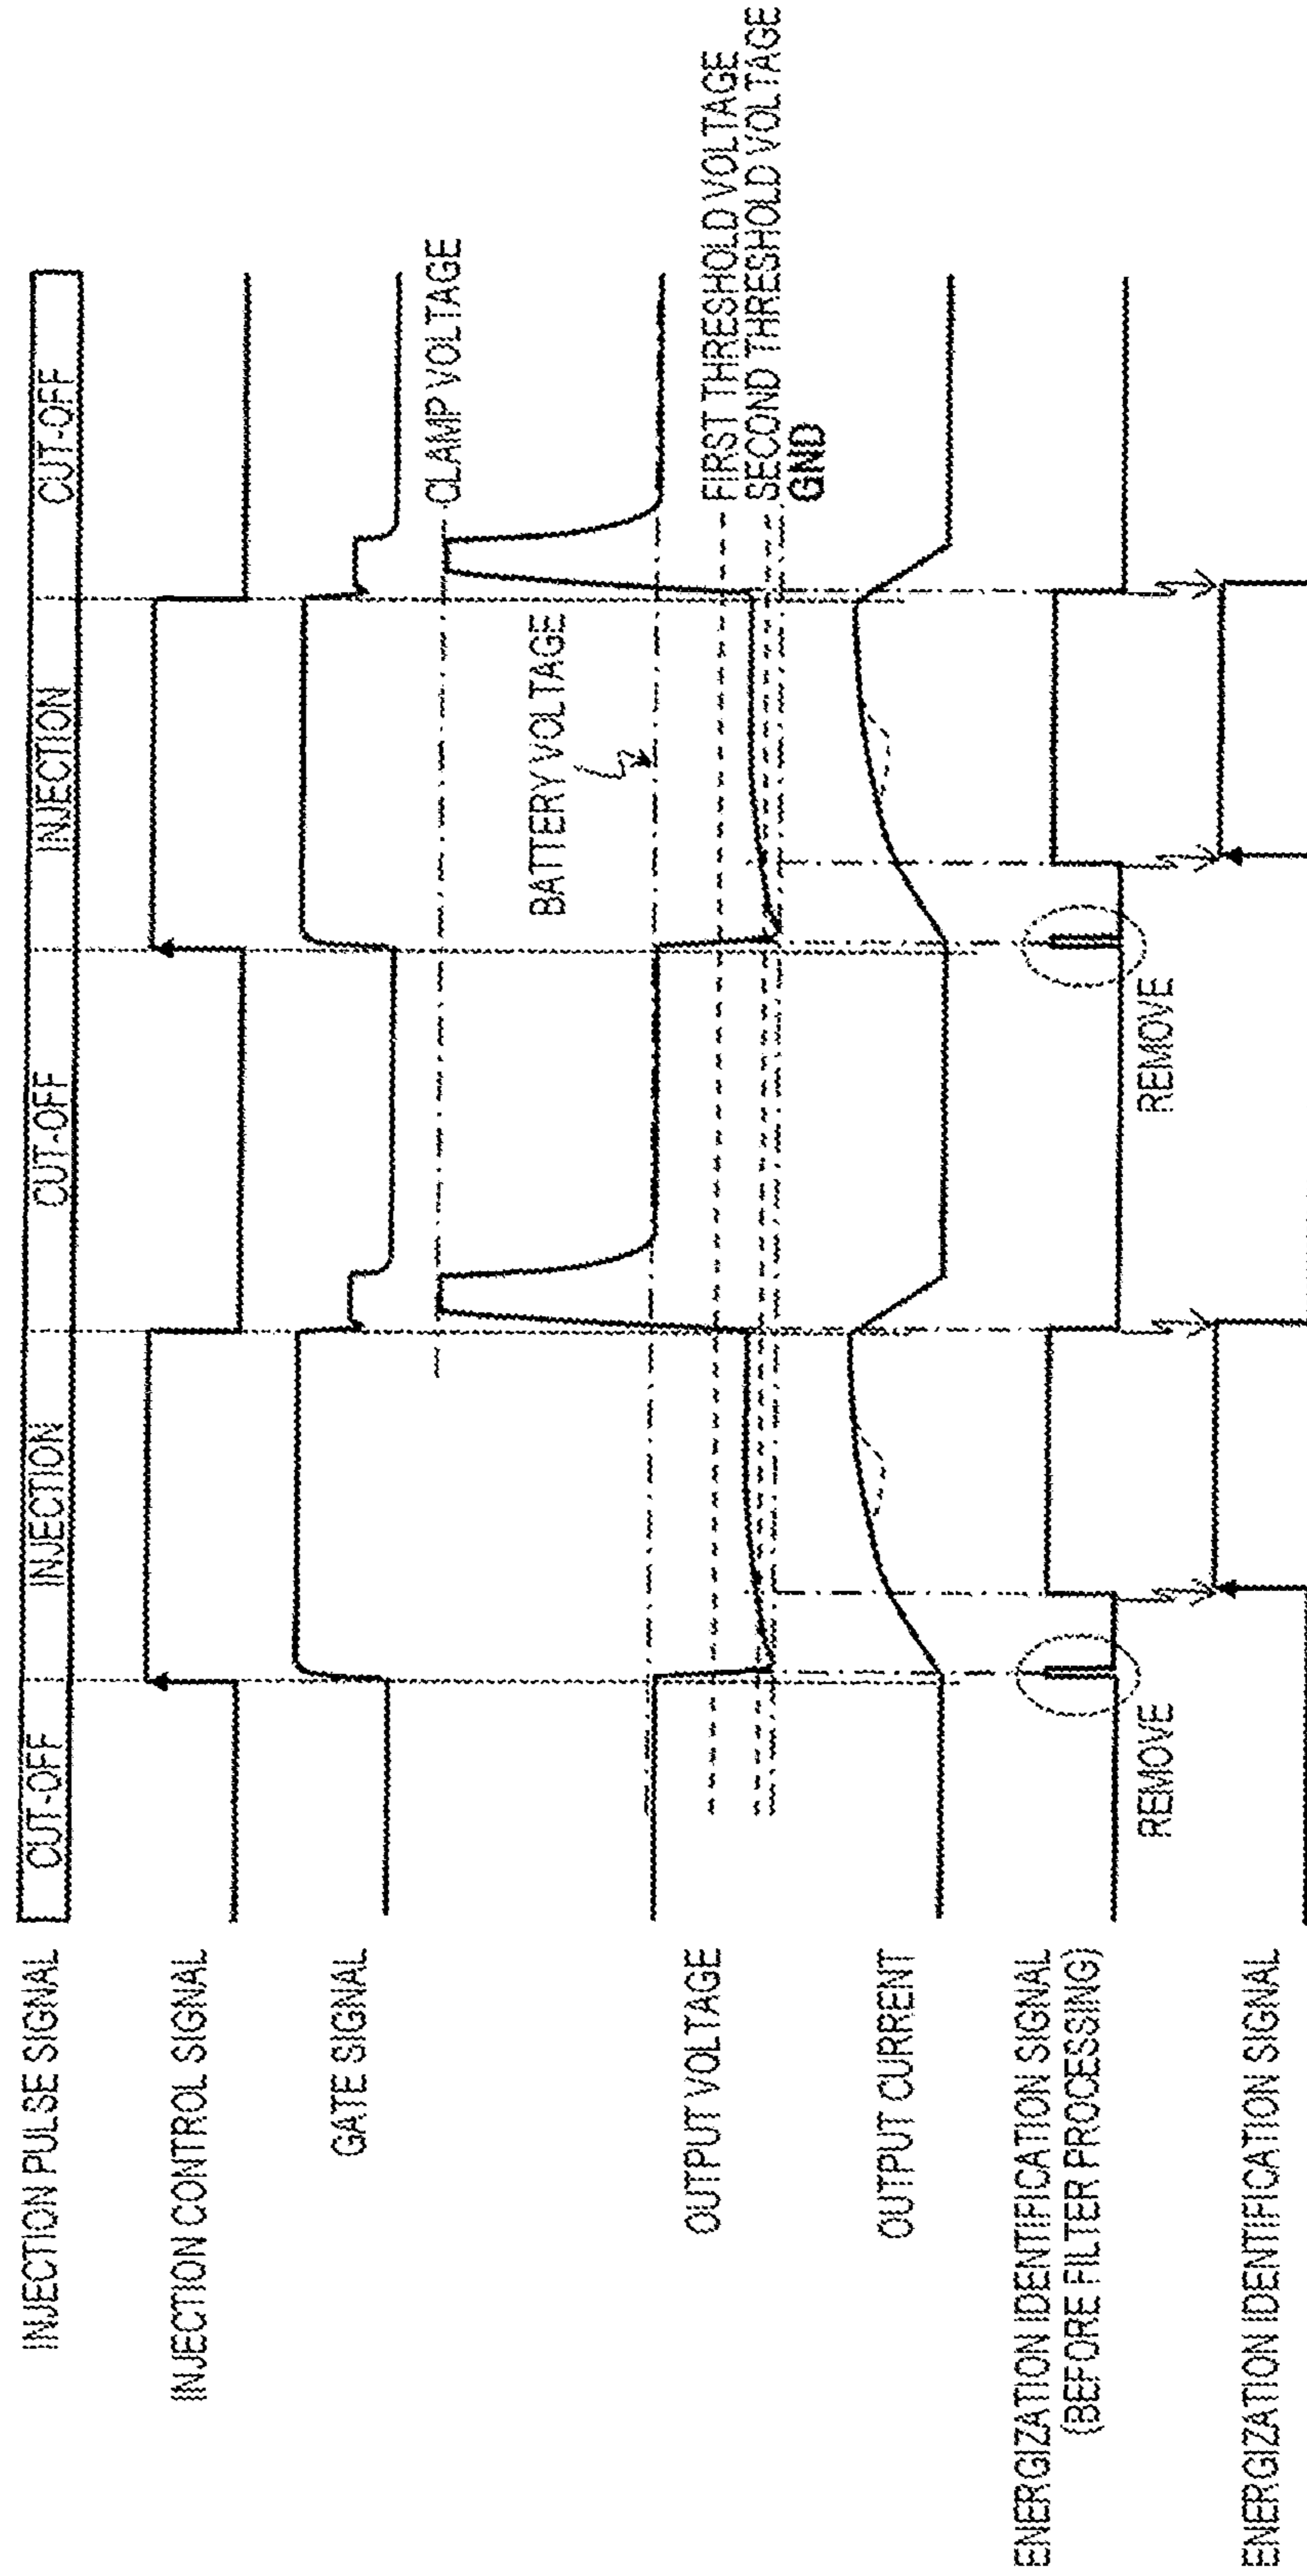 INJECTION PULSE SIGNAL
CUT-OFF
INJECTION
CUT-OFF
INJECTION
CUT-OFF
INJECTION CONTROL SIGNAL
GATE SIGNAL
CLAMP VOLTAGE
BATTERY VOLTAGE
OUTPUT VOLTAGE
FIRST THRESHOLD VOLTAGE
SECOND THRESHOLD VOLTAGE
GND
OUTPUT CURRENT
ENERGIZATION IDENTIFICATION SIGNAL
(BEFORE FILTER PROCESSING)
REMOVE
REMOVE
ENERGIZATION IDENTIFICATION SIGNAL